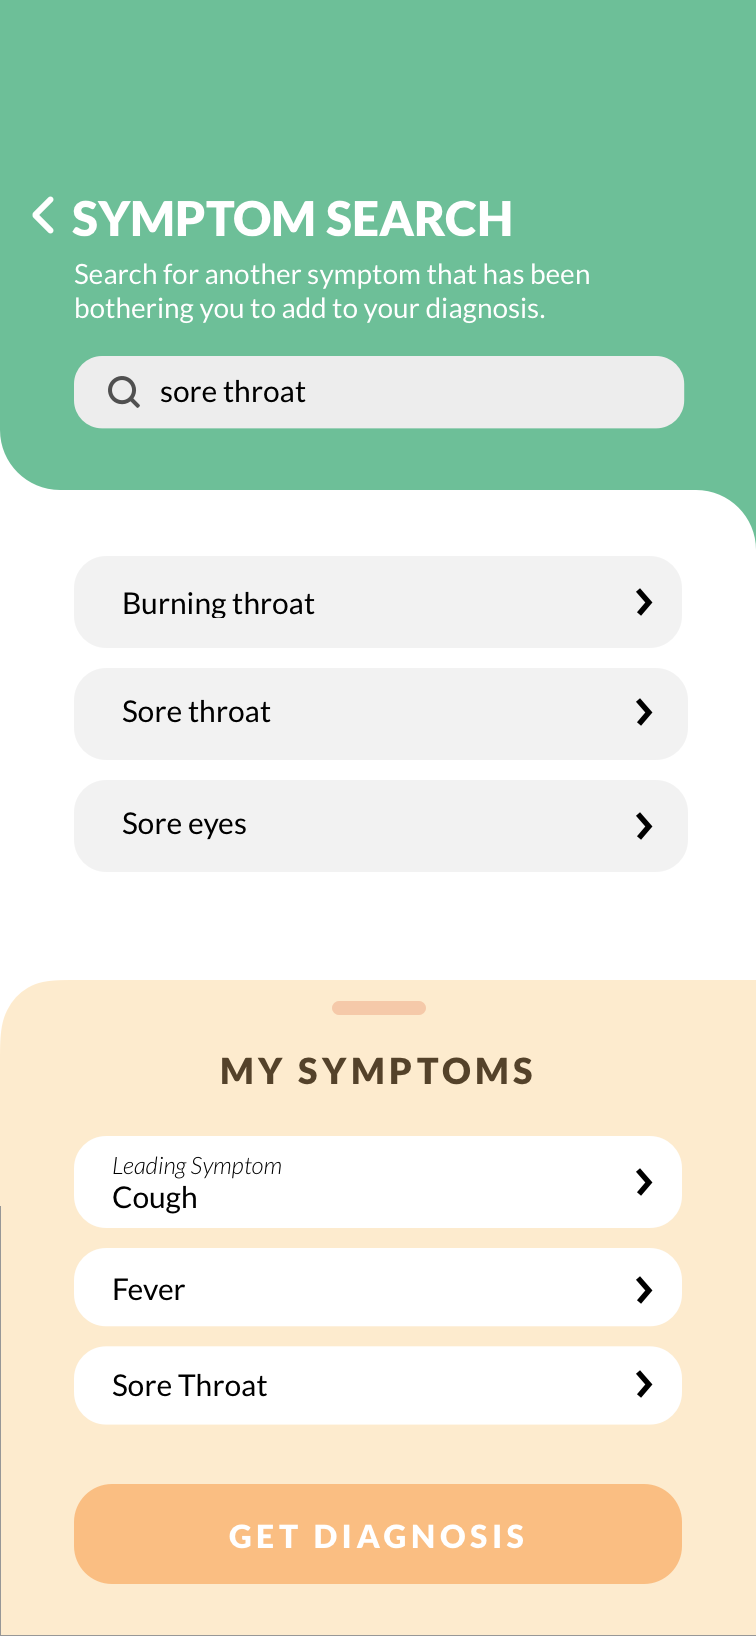 SYMPTOM SEARCH
Search for another symptom that has been
bothering you to add to your diagnosis.
sore throat
Burning throat
Sore throat
Sore eyes
MY SYMPTOMS
Leading Symptom
Cough
Fever
Sore Throat
GET DIAGNOSIS